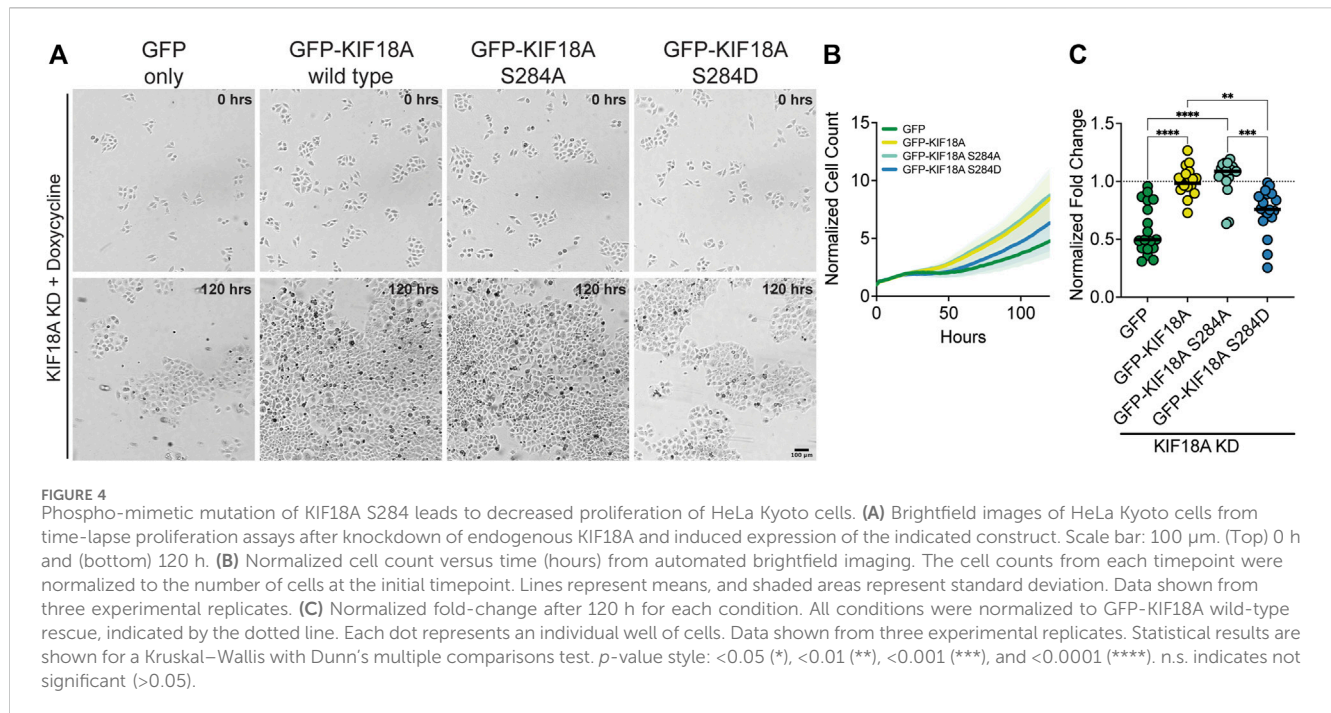 A
GFP
only
GFP-KIF18A
wild type
GFP-KIF18A
S284A
GFP-KIF18A
S284D
KIF18A KD + Doxycycline
0 hrs
0 hrs
0 hrs
0 hrs
120 hrs
120 hrs
120 hrs
120 hrs
100 µm
B
Normalized Cell Count
15
10
5
0
0
50
100
Hours
GFP
GFP-KIF18A
GFP-KIF18A S284A
GFP-KIF18A S284D
C
Normalized Fold Change
1.5
1.0
0.5
0.0
**
****
****
***
GFP
GFP-KIF18A
GFP-KIF18A S284A
GFP-KIF18A S284D
KIF18A KD
FIGURE 4
Phospho-mimetic mutation of KIF18A S284 leads to decreased proliferation of HeLa Kyoto cells. (A) Brightfield images of HeLa Kyoto cells from
time-lapse proliferation assays after knockdown of endogenous KIF18A and induced expression of the indicated construct. Scale bar: 100 µm. (Top) 0 h
and (bottom) 120 h. (B) Normalized cell count versus time (hours) from automated brightfield imaging. The cell counts from each timepoint were
normalized to the number of cells at the initial timepoint. Lines represent means, and shaded areas represent standard deviation. Data shown from
three experimental replicates. (C) Normalized fold-change after 120 h for each condition. All conditions were normalized to GFP-KIF18A wild-type
rescue, indicated by the dotted line. Each dot represents an individual well of cells. Data shown from three experimental replicates. Statistical results are
shown for a Kruskal–Wallis with Dunn's multiple comparisons test. p-value style: <0.05 (*), <0.01 (**), <0.001 (***), and <0.0001 (****). n.s. indicates not
significant (>0.05).